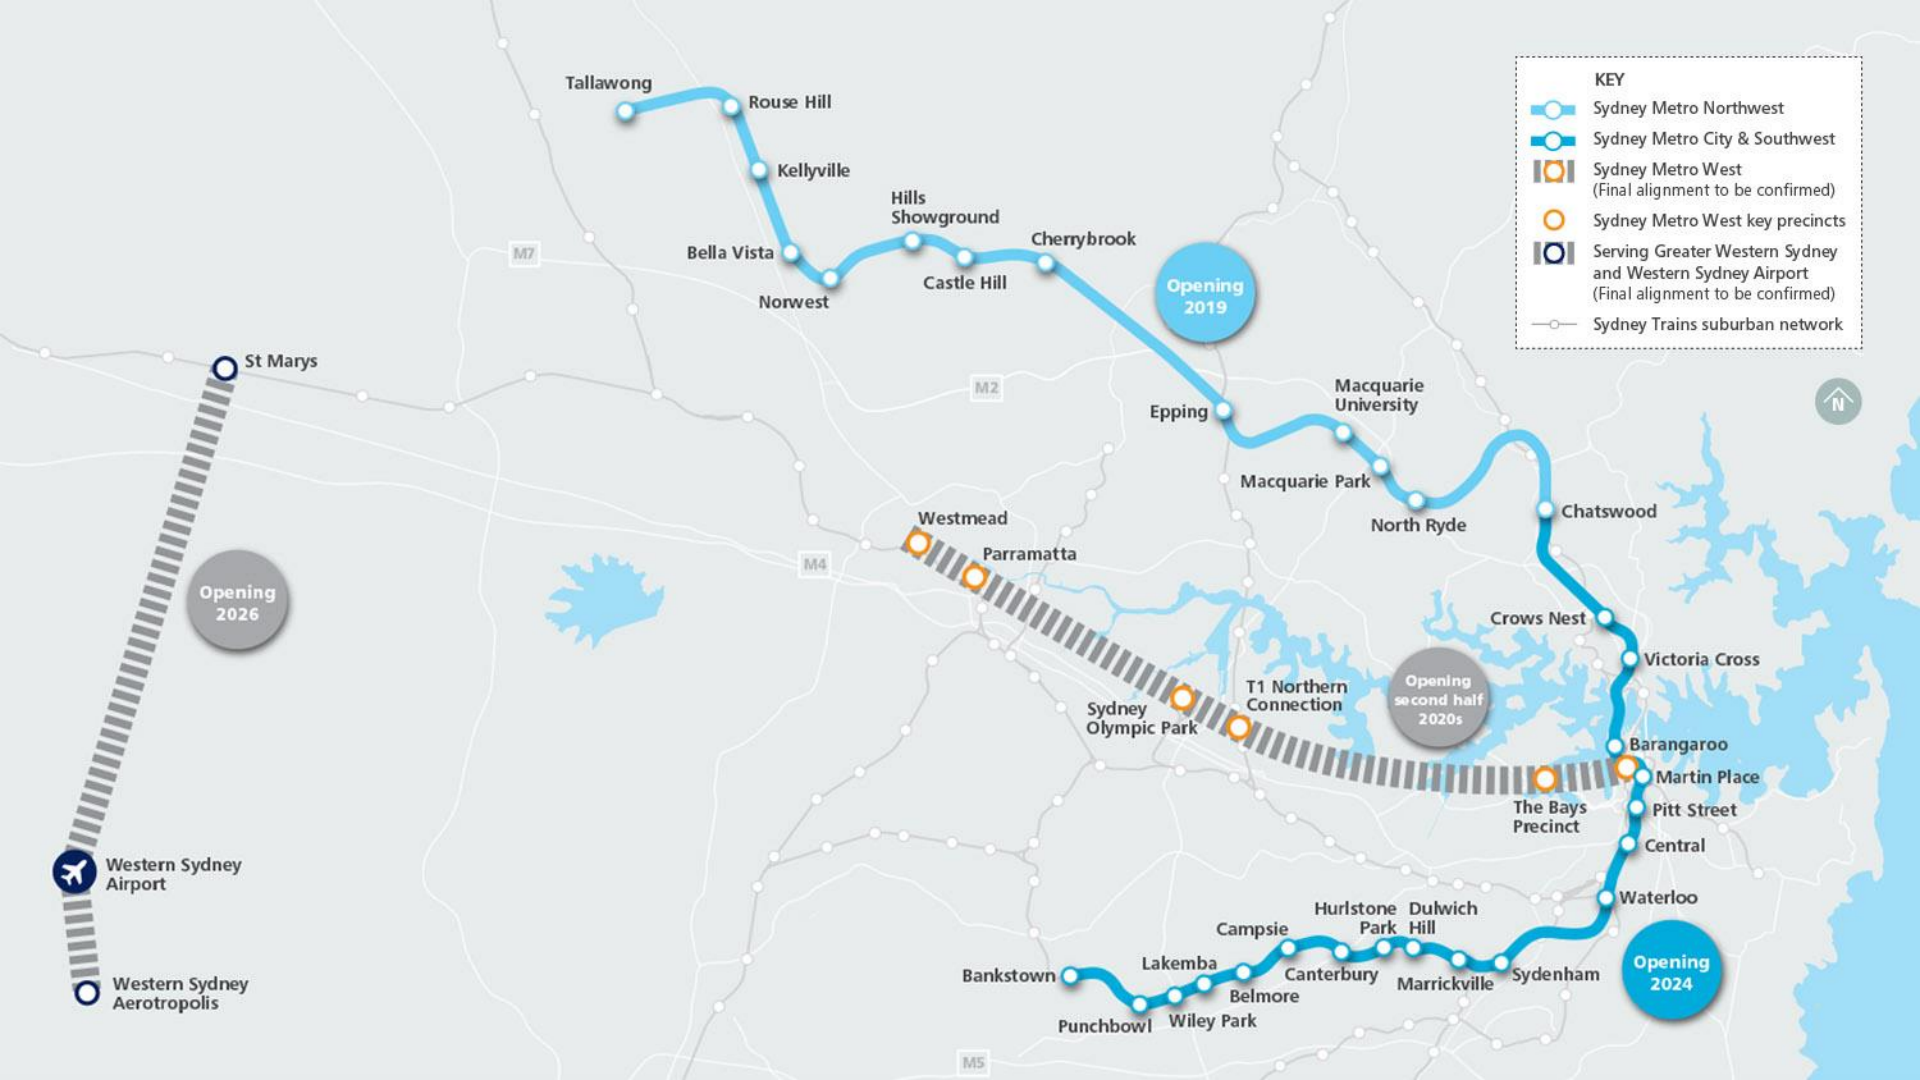 Tallawong
Rouse Hill
Kellyville
Bella Vista
Norwest
Hills
Showground
Castle Hill
Cherrybrook
Opening
2019
Epping
Macquarie
University
Macquarie Park
North Ryde
Chatswood
Crows Nest
Victoria Cross
Barangaroo
Martin Place
Pitt Street
Central
Waterloo
Opening
2024
Sydenham
Marrickville
Dulwich
Hill
Hurlstone
Park
Canterbury
Campsie
Belmore
Lakemba
Wiley Park
Punchbowl
Bankstown
Westmead
Parramatta
Sydney
Olympic Park
T1 Northern
Connection
Opening
second half
2020s
The Bays
Precinct
St Marys
Opening
2026
Western Sydney
Airport
Western Sydney
Aerotropolis
M7
M2
M4
M5
KEY
Sydney Metro Northwest
Sydney Metro City & Southwest
Sydney Metro West
(Final alignment to be confirmed)
Sydney Metro West key precincts
Serving Greater Western Sydney
and Western Sydney Airport
(Final alignment to be confirmed)
Sydney Trains suburban network
N